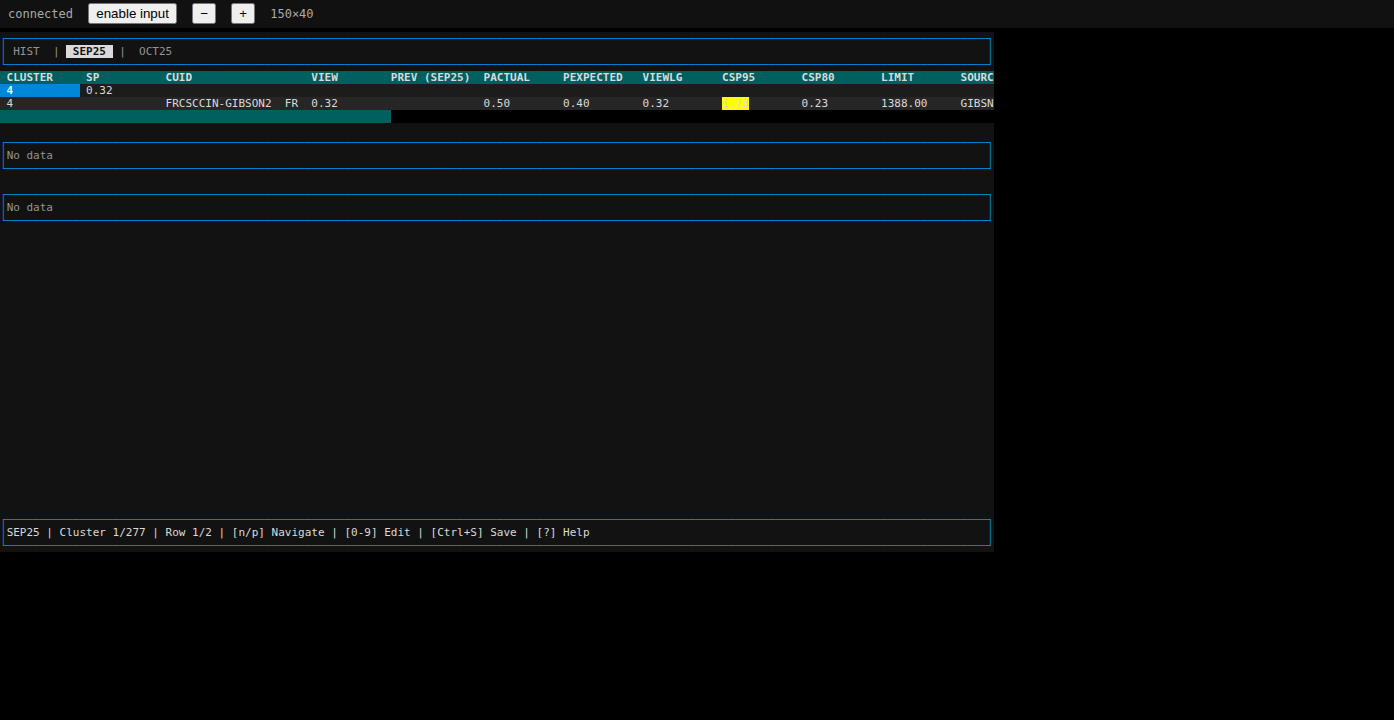 connected enable input − + 150×40
HIST | SEP25 | OCT25
CLUSTER SP CUID VIEW PREV (SEP25) PACTUAL PEXPECTED VIEWLG CSP95 CSP80 LIMIT SOURC
4 0.32
4 FRCSCCIN-GIBSON2 FR 0.32 0.50 0.40 0.32 0.23 1388.00 GIBSN
No data
No data
SEP25 | Cluster 1/277 | Row 1/2 | [n/p] Navigate | [0-9] Edit | [Ctrl+S] Save | [?] Help